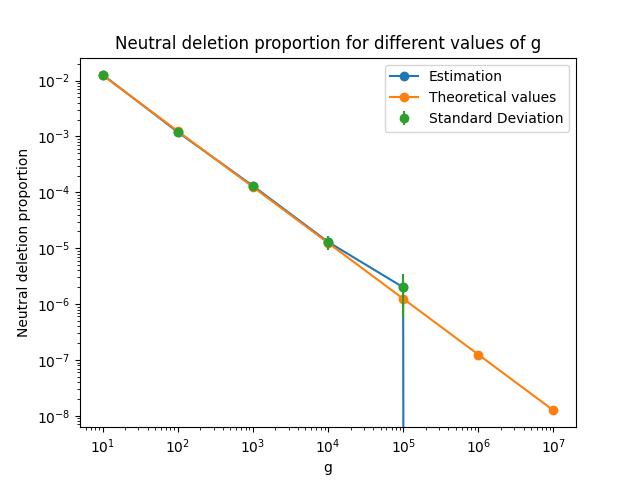 Neutral deletion proportion for different values of g
Estimation
Theoretical values
Standard Deviation
Neutral deletion proportion
10⁻²
10⁻³
10⁻⁴
10⁻⁵
10⁻⁶
10⁻⁷
10⁻⁸
10¹ 10² 10³ 10⁴ 10⁵ 10⁶ 10⁷
g